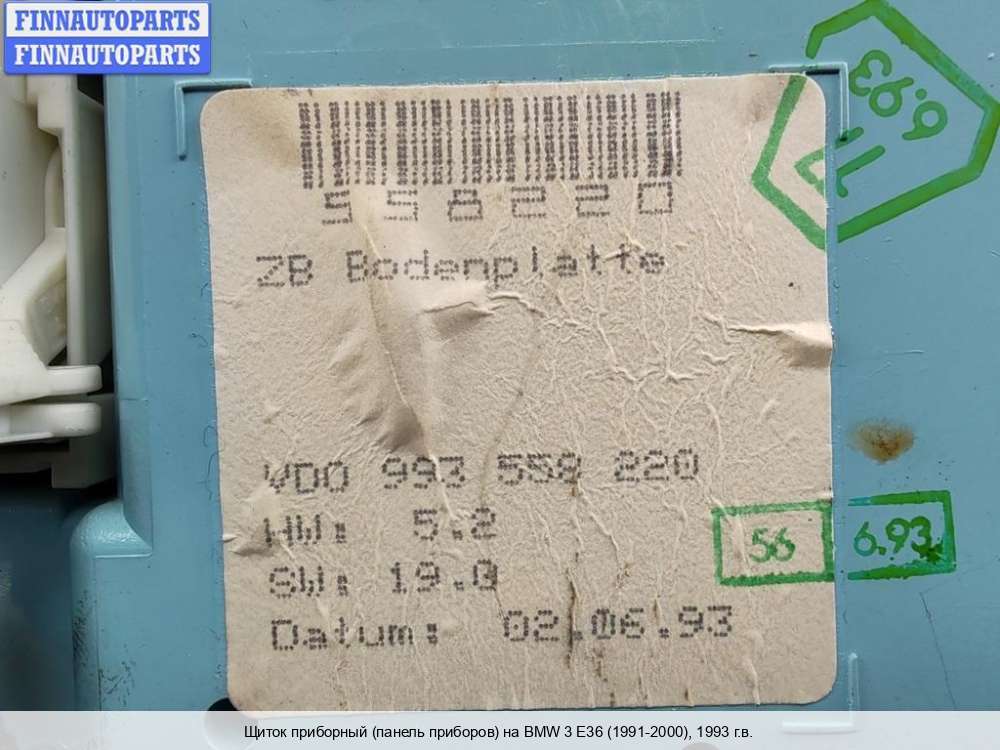 FINNAUTOPARTS
FINNAUTOPARTS
6.93
17
558220
ZB Bodenplatte
VDO 993 558 220
HW: 5.2
SW: 19.0
56 6.93
Datum: 02.06.93
Щиток приборный (панель приборов) на BMW 3 E36 (1991-2000), 1993 г.в.